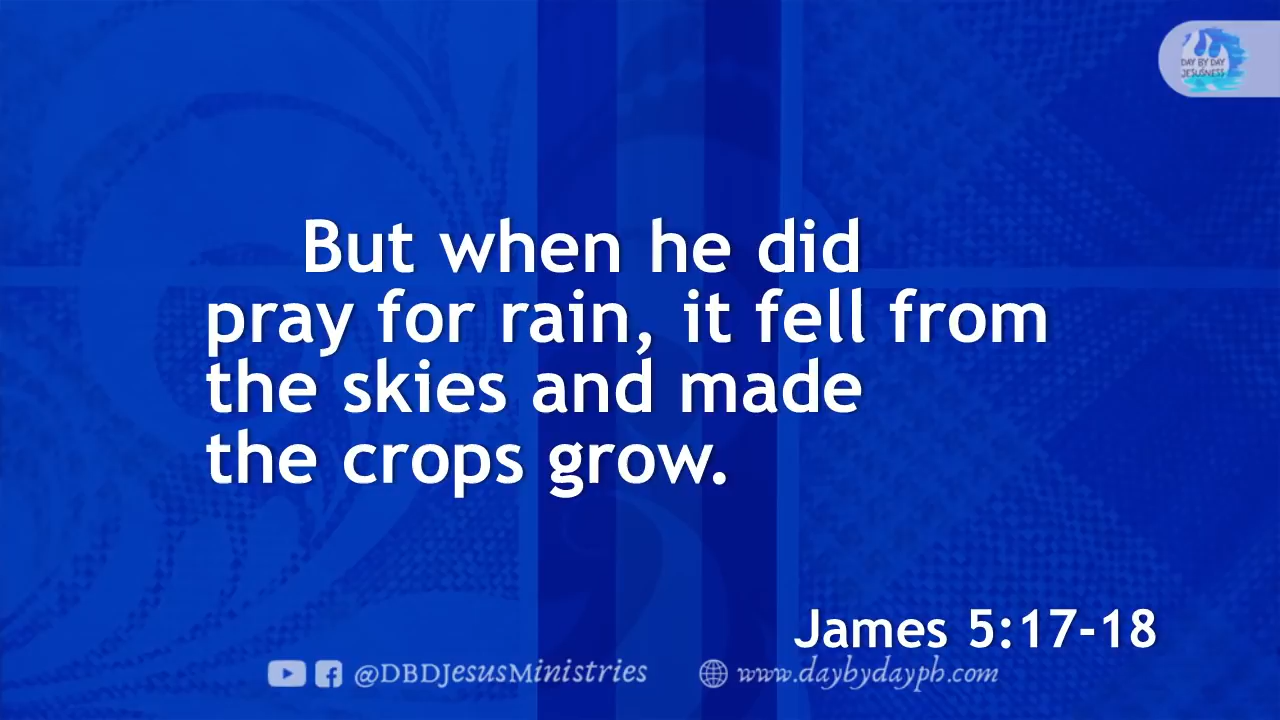 DAY BY DAY
JESUSNESS
But when he did
pray for rain, it fell from
the skies and made
the crops grow.
James 5:17-18
@DBDJesusMinistries
www.daybydayph.com